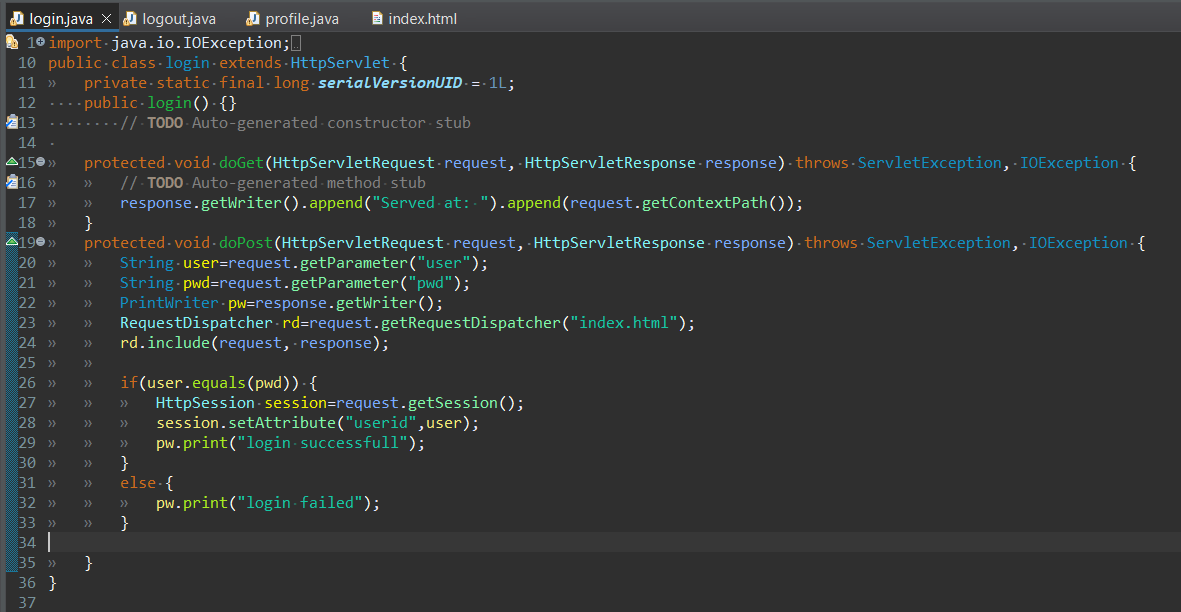 login.java logout.java profile.java index.html
1 import java.io.IOException;
10 public class login extends HttpServlet {
11 private static final long serialVersionUID = 1L;
12 public login() {}
13 // TODO Auto-generated constructor stub
14
15 protected void doGet(HttpServletRequest request, HttpServletResponse response) throws ServletException, IOException {
16 // TODO Auto-generated method stub
17 response.getWriter().append("Served at: ").append(request.getContextPath());
18 }
19 protected void doPost(HttpServletRequest request, HttpServletResponse response) throws ServletException, IOException {
20 String user=request.getParameter("user");
21 String pwd=request.getParameter("pwd");
22 PrintWriter pw=response.getWriter();
23 RequestDispatcher rd=request.getRequestDispatcher("index.html");
24 rd.include(request, response);
25
26 if(user.equals(pwd)) {
27 HttpSession session=request.getSession();
28 session.setAttribute("userid",user);
29 pw.print("login successfull");
30 }
31 else {
32 pw.print("login failed");
33 }
34
35 }
36 }
37